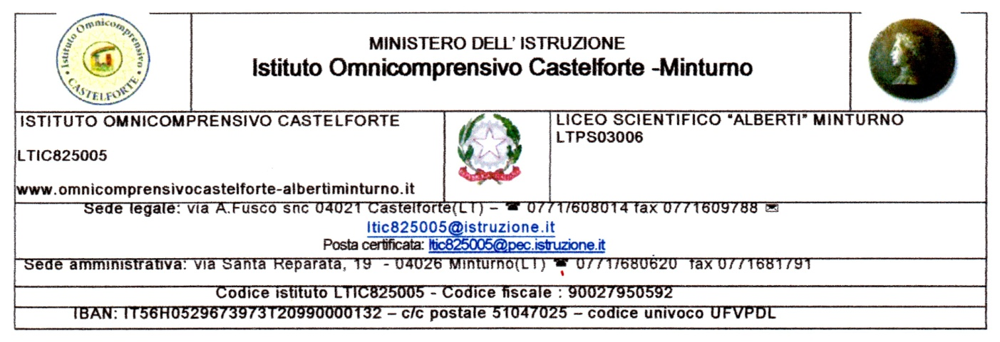 Istituto Omnicomprensivo • CASTELFORTE •
MINISTERO DELL' ISTRUZIONE
Istituto Omnicomprensivo Castelforte -Minturno
ISTITUTO OMNICOMPRENSIVO CASTELFORTE
LTIC825005
www.omnicomprensivocastelforte-albertiminturno.it
LICEO SCIENTIFICO “ALBERTI” MINTURNO
LTPS03006
Sede legale: via A.Fusco snc 04021 Castelforte(LT) – ☎ 0771/608014 fax 0771609788 ✉
ltic825005@istruzione.it
Posta certificata: ltic825005@pec.istruzione.it
Sede amministrativa: via Santa Reparata, 19 - 04026 Minturno(LT) ☎ 0771/680620 fax 0771681791
Codice istituto LTIC825005 - Codice fiscale : 90027950592
IBAN: IT56H0529673973T20990000132 – c/c postale 51047025 – codice univoco UFVPDL